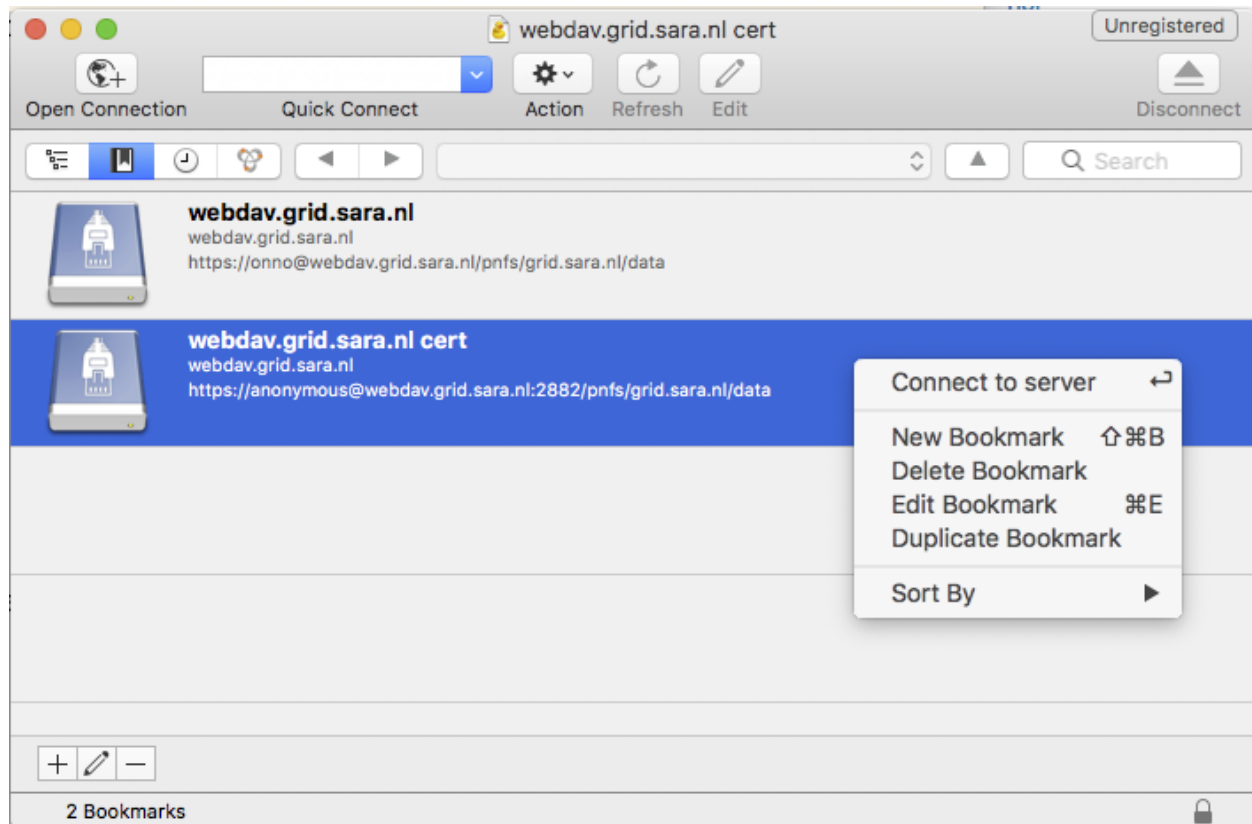 webdav.grid.sara.nl cert
Unregistered
Open Connection
Quick Connect
Action
Refresh
Edit
Disconnect
Search
webdav.grid.sara.nl
webdav.grid.sara.nl
https://onno@webdav.grid.sara.nl/pnfs/grid.sara.nl/data
webdav.grid.sara.nl cert
webdav.grid.sara.nl
https://anonymous@webdav.grid.sara.nl:2882/pnfs/grid.sara.nl/data
Connect to server ↩
New Bookmark ⇧⌘B
Delete Bookmark
Edit Bookmark ⌘E
Duplicate Bookmark
Sort By ▶
2 Bookmarks